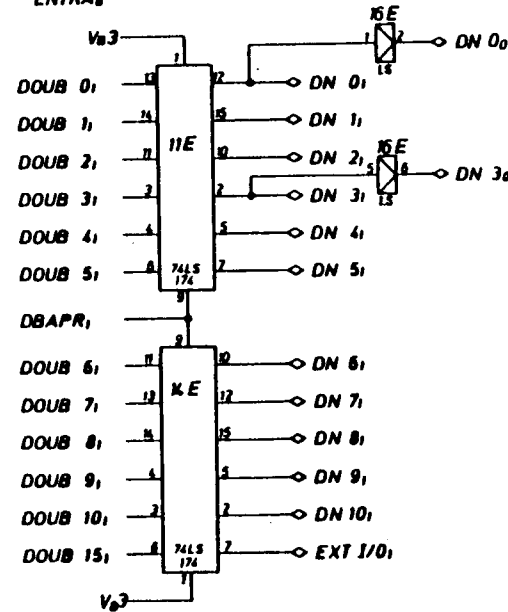 16E
V_B3
1
1 2 DN 0₀
LS
DOUB 0₁ 13 12 DN 0₁
DOUB 1₁ 14 15 DN 1₁
11E
16E
DOUB 2₁ 11 10 DN 2₁
5 6 DN 3₀
DOUB 3₁ 3 2 DN 3₁
LS
DOUB 4₁ 4 5 DN 4₁
DOUB 5₁ 6 7 DN 5₁
74LS
174
9
DBAPR₁
9
DOUB 6₁ 11 10 DN 6₁
14E
DOUB 7₁ 13 12 DN 7₁
DOUB 8₁ 14 15 DN 8₁
DOUB 9₁ 4 5 DN 9₁
DOUB 10₁ 3 2 DN 10₁
DOUB 15₁ 6 7 EXT I/0₁
74LS
174
1
V_B3